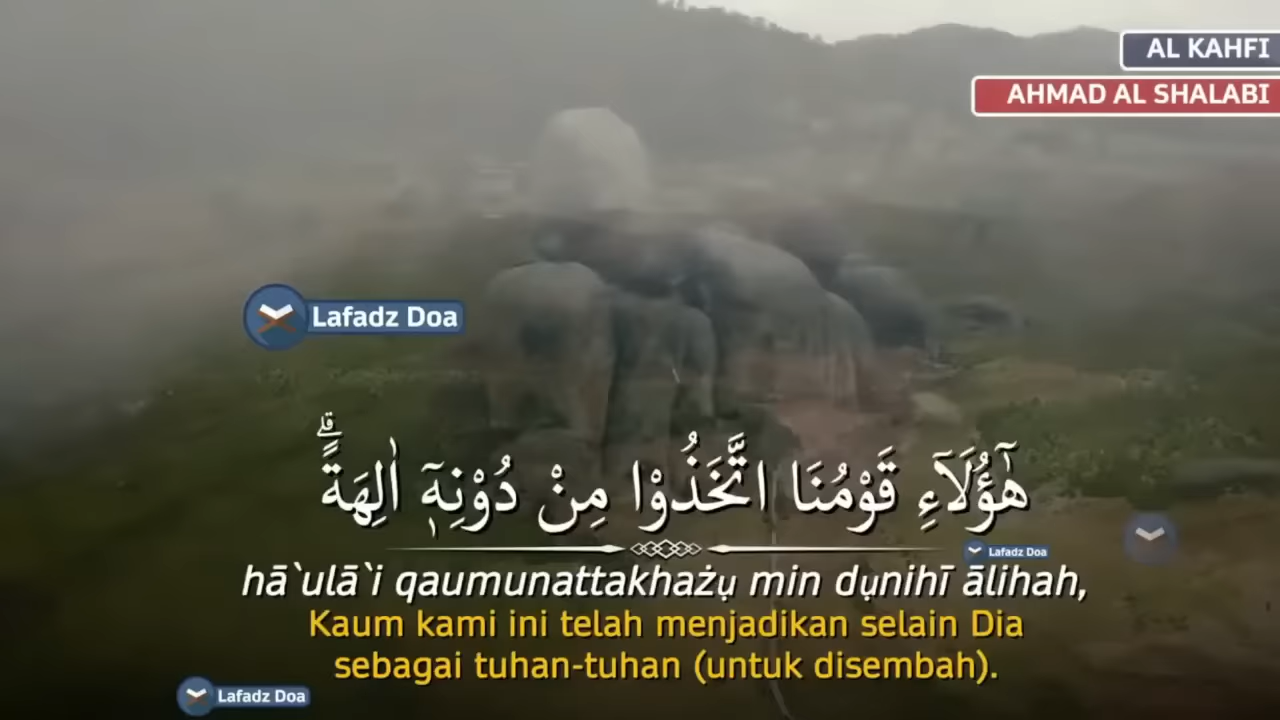 AL KAHFI
AHMAD AL SHALABI
Lafadz Doa
هٰٓؤُلَاۤءِ قَوْمُنَا اتَّخَذُوْا مِنْ دُوْنِهٖٓ اٰلِهَةًۗ
Lafadz Doa
hā`ulā`i qaumunattakhażụ min dụnihī ālihah,
Kaum kami ini telah menjadikan selain Dia
sebagai tuhan-tuhan (untuk disembah).
Lafadz Doa